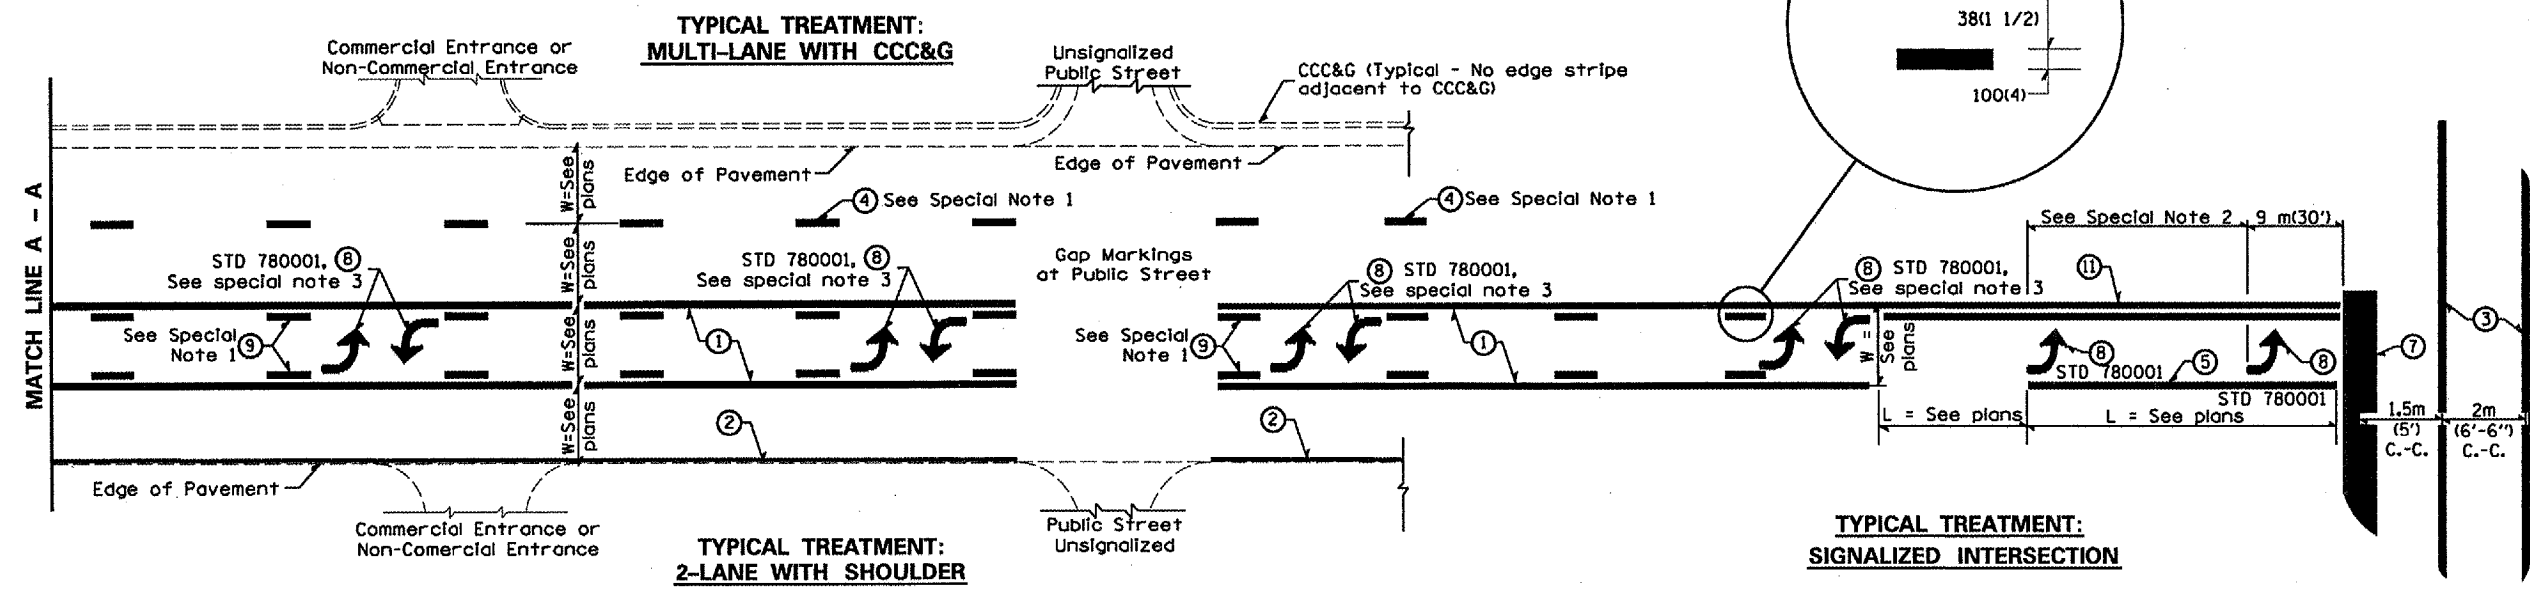 TYPICAL TREATMENT:
MULTI-LANE WITH CCC&G
Commercial Entrance or
Non-Commercial Entrance
Unsignalized
Public Street
CCC&G (Typical - No edge stripe
adjacent to CCC&G)
38(1 1/2)
100(4)
MATCH LINE A - A
Edge of Pavement
Edge of Pavement
W=See
plans
4 See Special Note 1
4 See Special Note 1
See Special Note 2
9 m(30')
STD 780001, 8
See special note 3
W=See
plans
STD 780001, 8
See special note 3
Gap Markings
at Public Street
8 STD 780001,
See special note 3
8 STD 780001,
See special note 3
11
3
See Special
Note 1 9
W=See
plans
1
See Special
Note 1 9
1
W =
See
plans
8
STD 780001
5
8
7
STD 780001
W=See
plans
2
2
L = See plans
L = See plans
1.5m
(5')
C.-C.
2m
(6'-6")
C.-C.
Edge of Pavement
Commercial Entrance or
Non-Comercial Entrance
Public Street
Unsignalized
TYPICAL TREATMENT:
2-LANE WITH SHOULDER
TYPICAL TREATMENT:
SIGNALIZED INTERSECTION